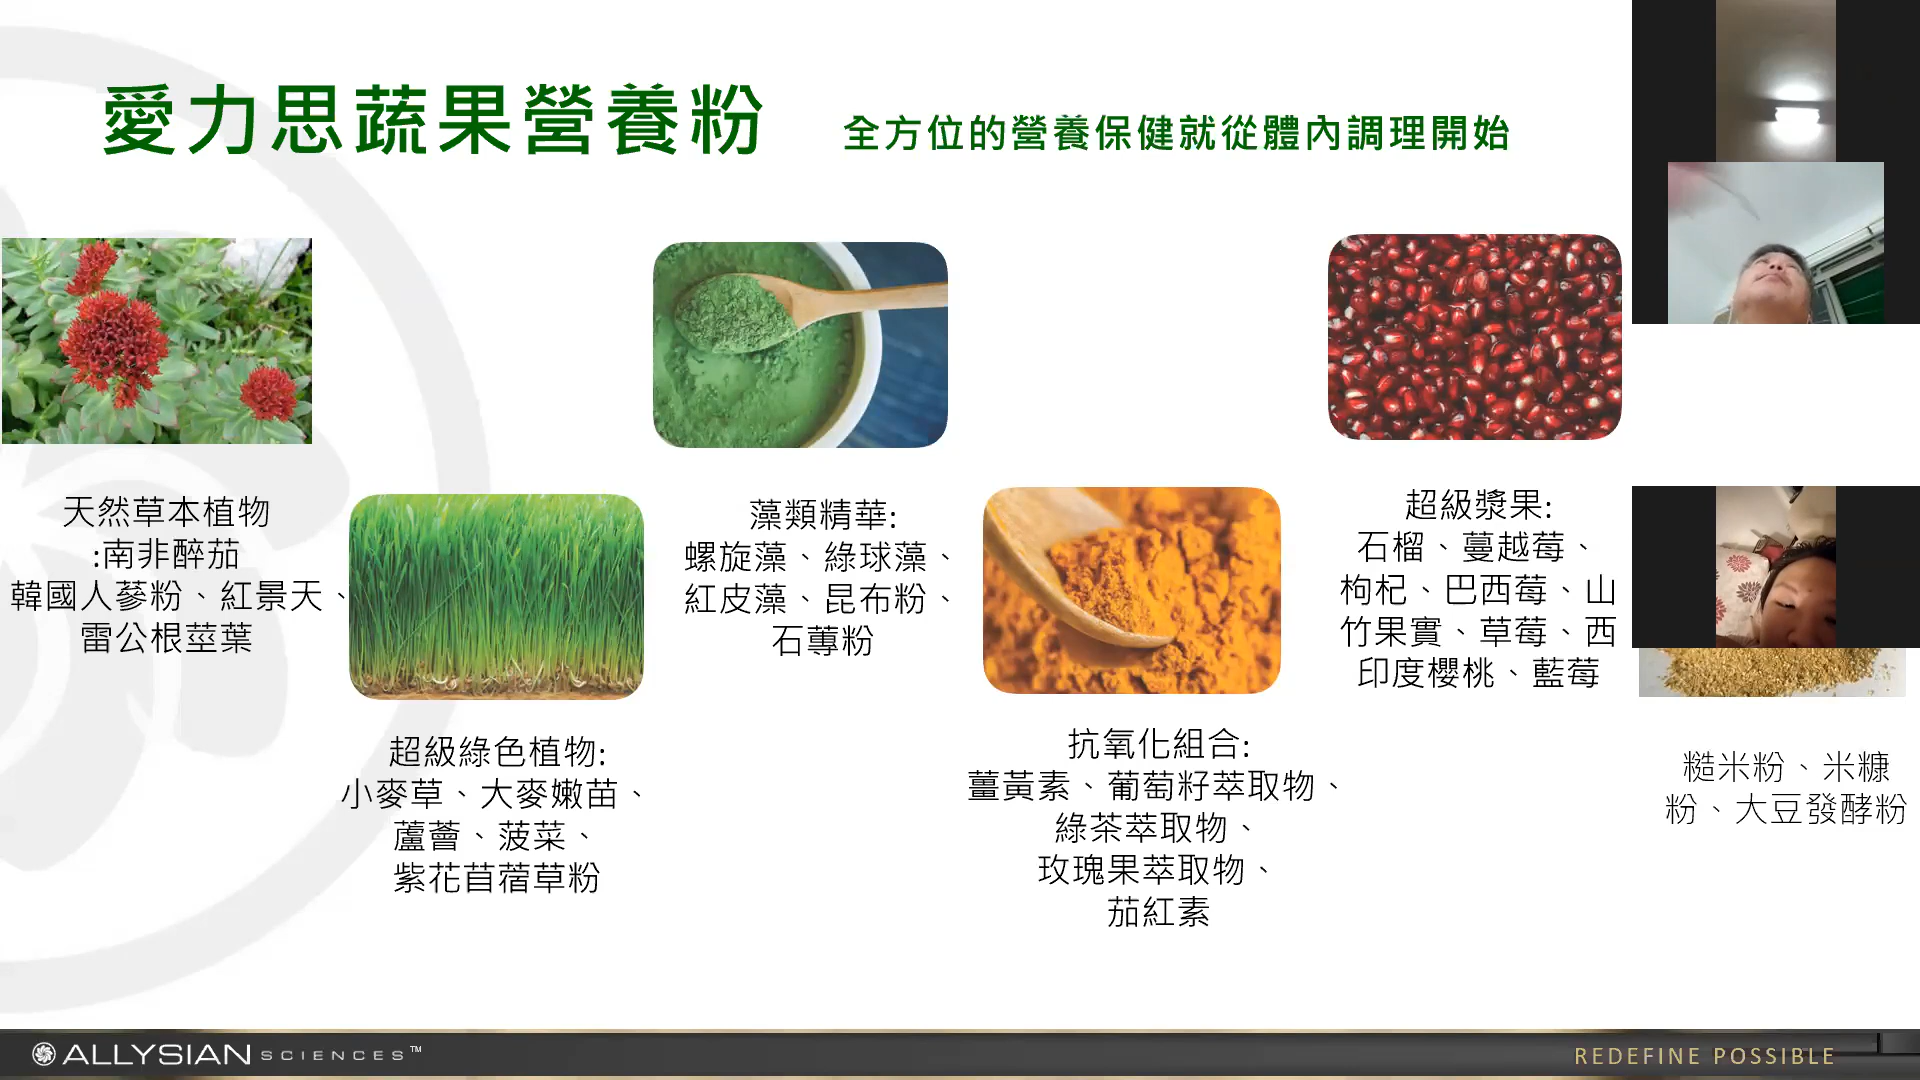 愛力思蔬果營養粉
全方位的營養保健就從體內調理開始
天然草本植物
:南非醉茄
韓國人蔘粉、紅景天、
雷公根莖葉
超級綠色植物:
小麥草、大麥嫩苗、
蘆薈、菠菜、
紫花苜蓿草粉
藻類精華:
螺旋藻、綠球藻、
紅皮藻、昆布粉、
石蓴粉
抗氧化組合:
薑黃素、葡萄籽萃取物、
綠茶萃取物、
玫瑰果萃取物、
茄紅素
超級漿果:
石榴、蔓越莓、
枸杞、巴西莓、山
竹果實、草莓、西
印度櫻桃、藍莓
糙米粉、米糠
粉、大豆發酵粉
ALLYSIAN SCIENCES™
REDEFINE POSSIBLE